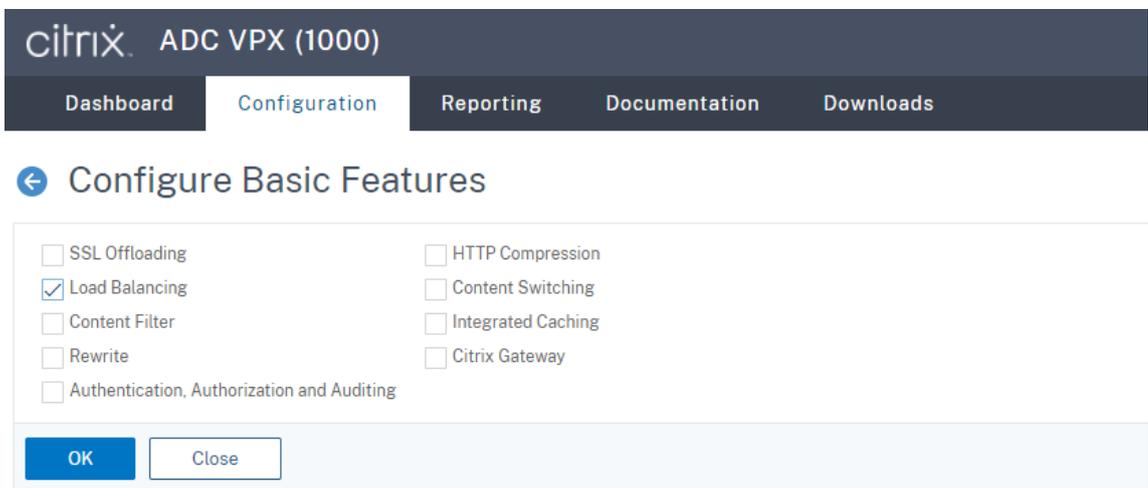 citrix. ADC VPX (1000)
Dashboard Configuration Reporting Documentation Downloads
Configure Basic Features
SSL Offloading HTTP Compression
Load Balancing Content Switching
Content Filter Integrated Caching
Rewrite Citrix Gateway
Authentication, Authorization and Auditing
OK Close